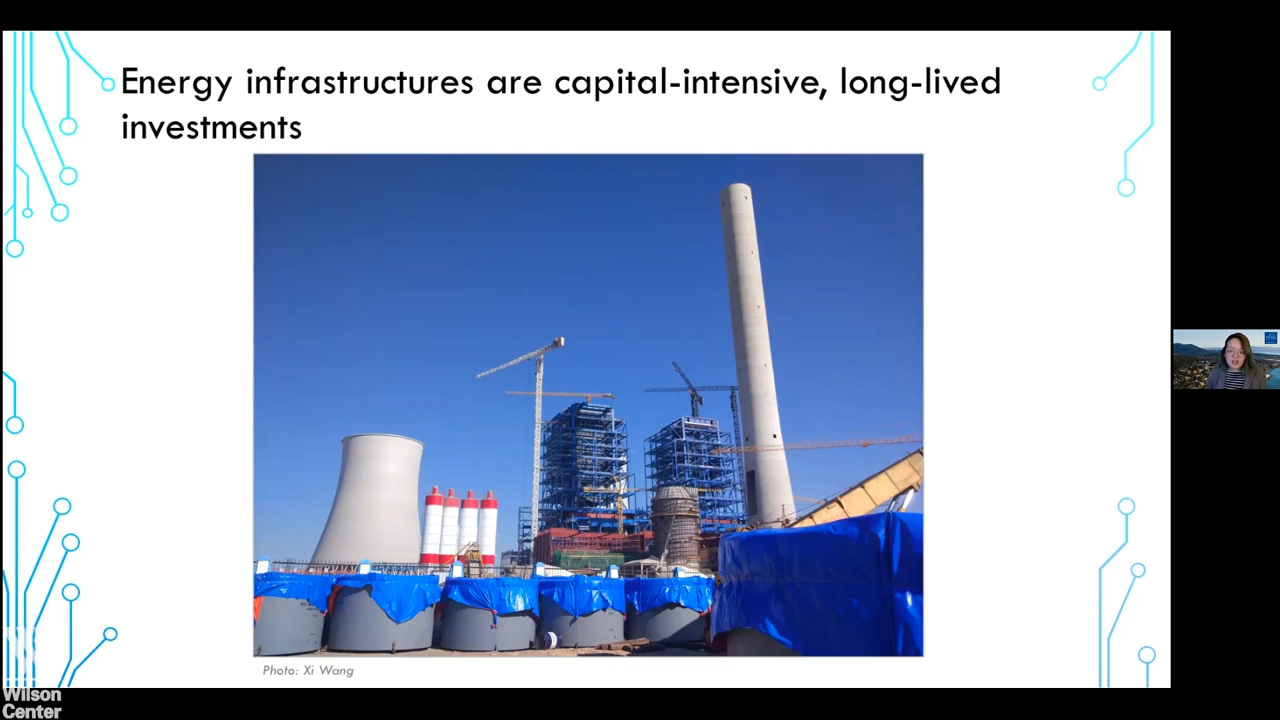 Energy infrastructures are capital-intensive, long-lived
investments
Photo: Xi Wang
Wilson
Center